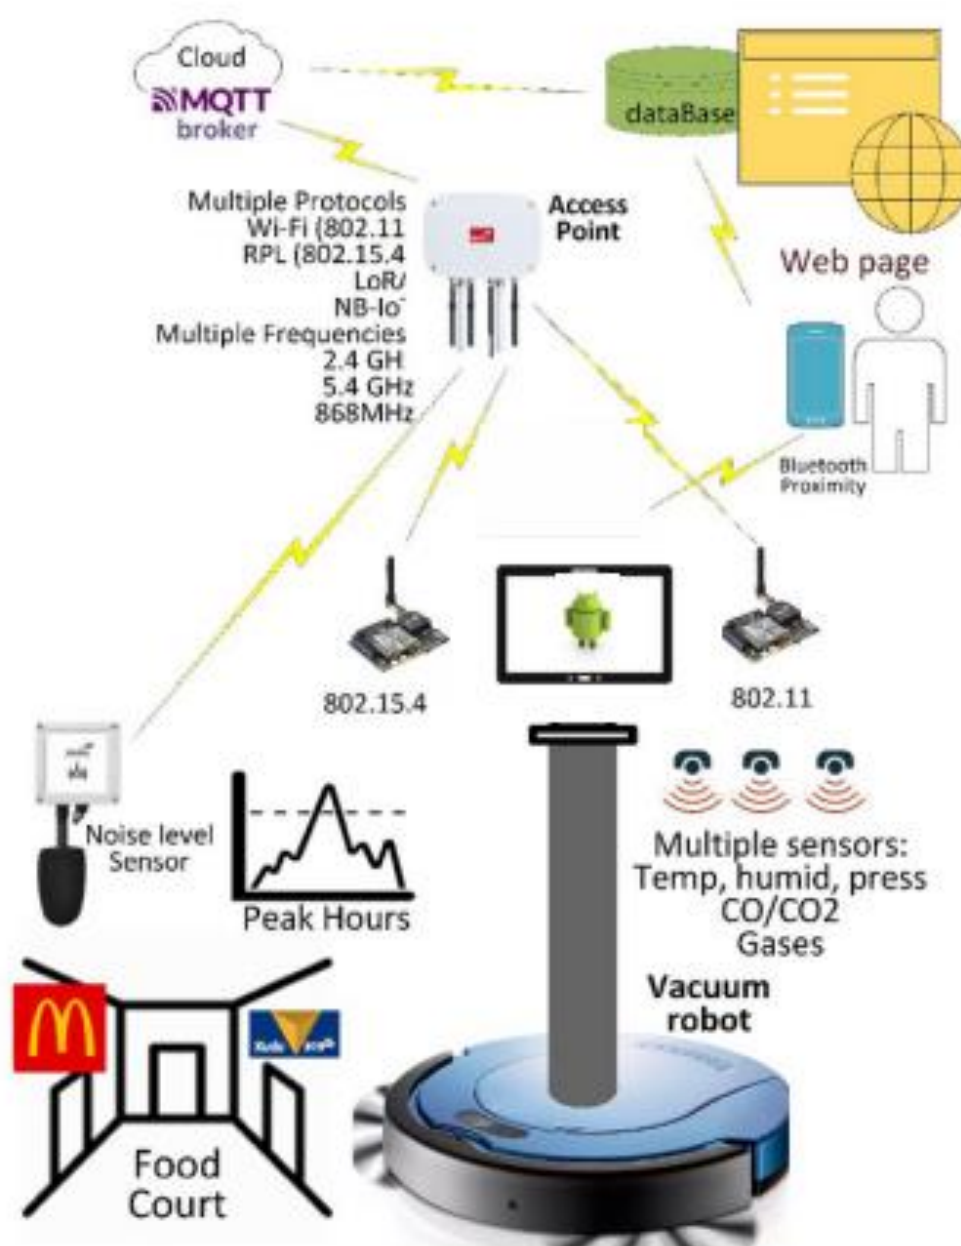 Cloud
MQTT
broker
dataBase
Multiple Protocols
Wi-Fi (802.11
RPL (802.15.4
LoR/
NB-Io
Multiple Frequencies
2.4 GH
5.4 GHz
868MHz
Access
Point
Web page
Bluetooth
Proximity
802.15.4
802.11
Noise level
Sensor
Peak Hours
Multiple sensors:
Temp, humid, press
CO/CO2
Gases
Vacuum
robot
Food
Court